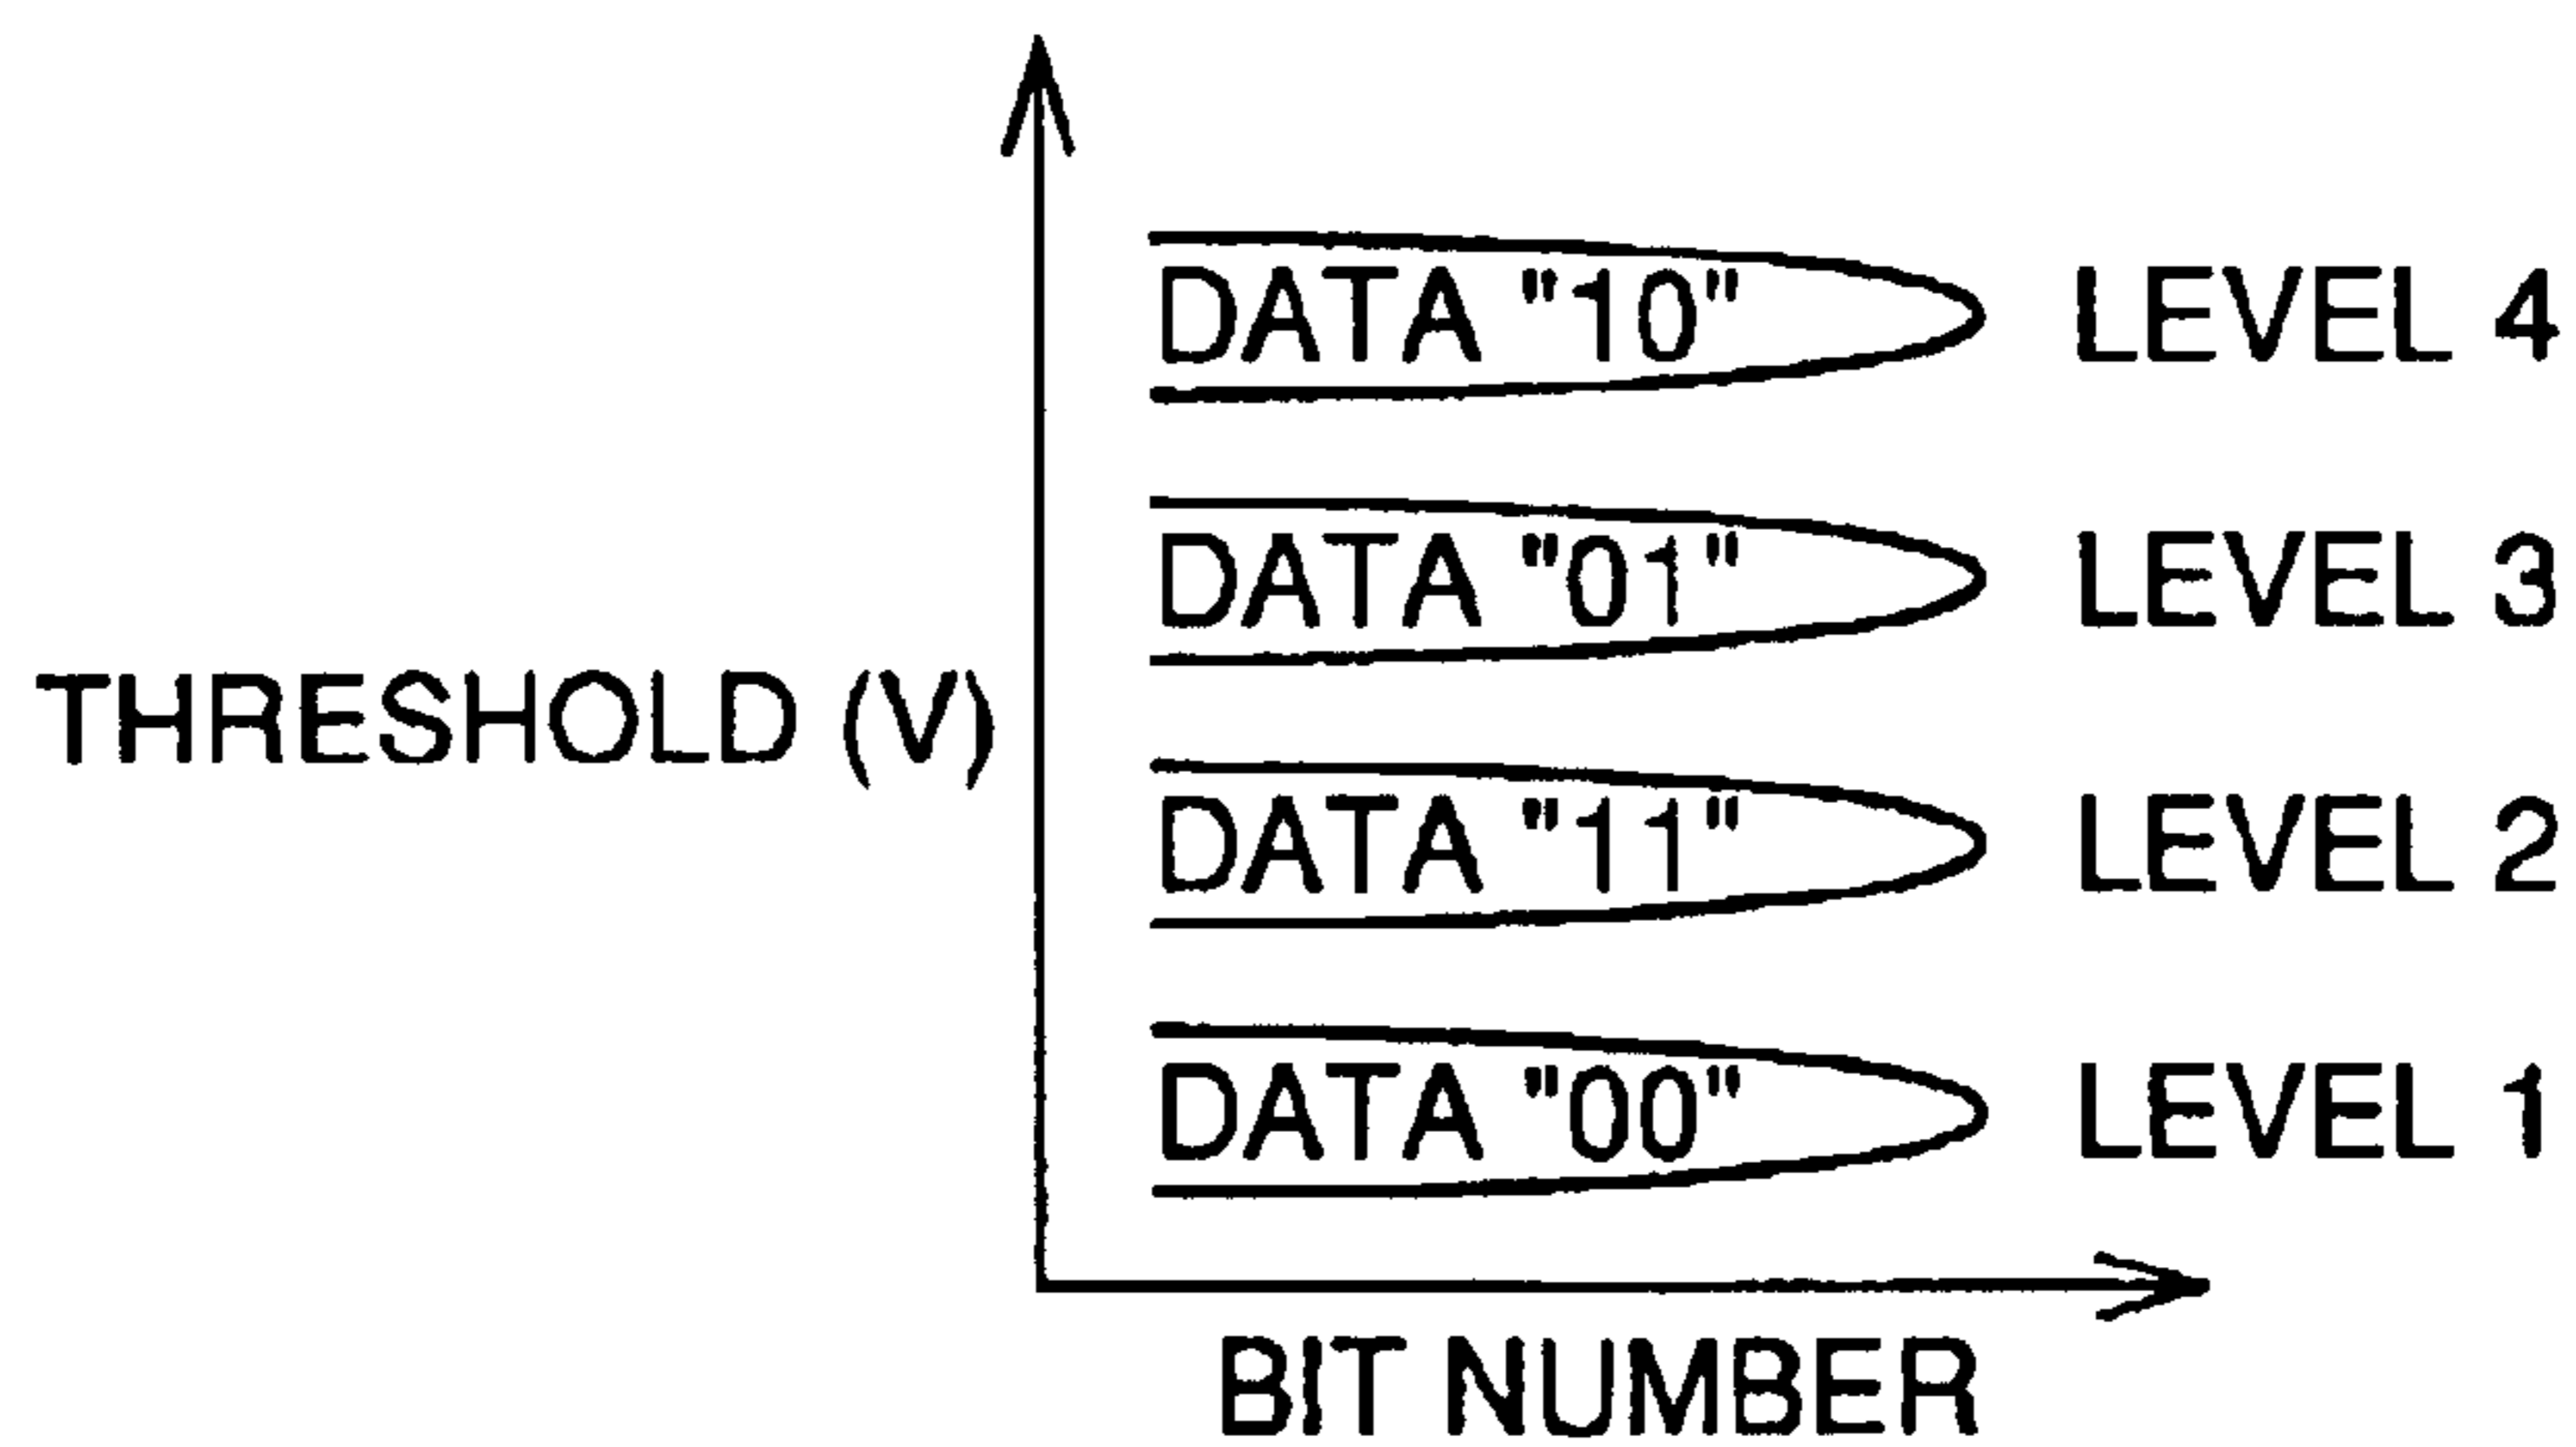 DATA "10" LEVEL 4
DATA "01" LEVEL 3
THRESHOLD (V)
DATA "11" LEVEL 2
DATA "00" LEVEL 1
BIT NUMBER